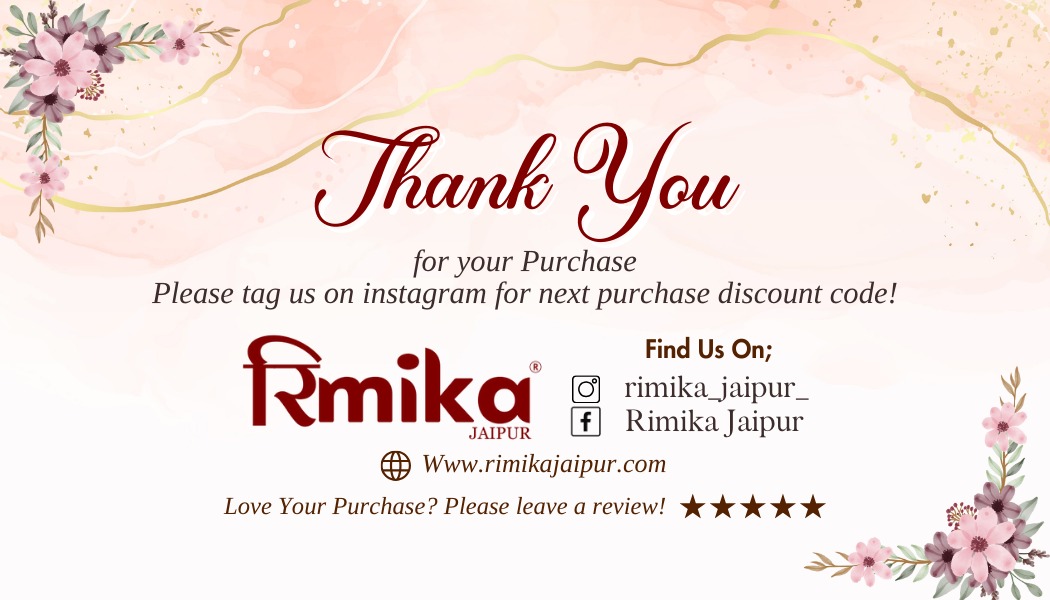 Thank You
for your Purchase
Please tag us on instagram for next purchase discount code!
रिmika®
JAIPUR
Find Us On;
rimika_jaipur_
Rimika Jaipur
Www.rimikajaipur.com
Love Your Purchase? Please leave a review! ★★★★★